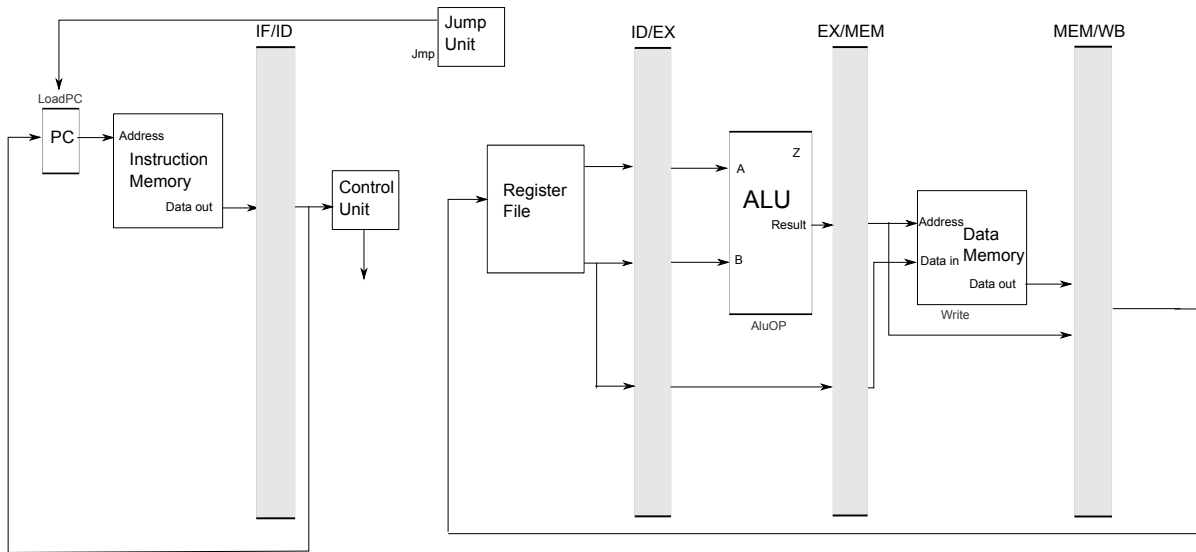 Jump
Unit
Jmp
IF/ID
ID/EX
EX/MEM
MEM/WB
LoadPC
PC
Address
Instruction
Memory
Data out
Control
Unit
Register
File
Z
A
ALU
Result
B
AluOP
Address
Data
Data in
Memory
Data out
Write